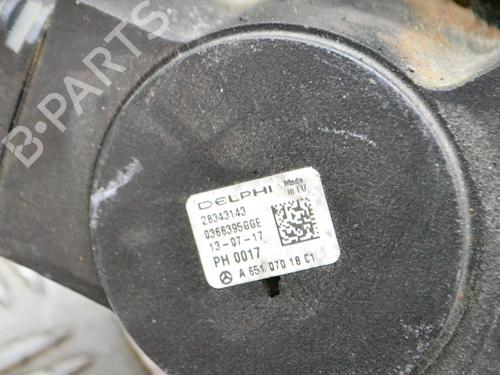 B-PARTS
DELPHI
Made
in EU
28343143
0366395GGE
13-07-17
PH 0017
A 651 070 18 C1